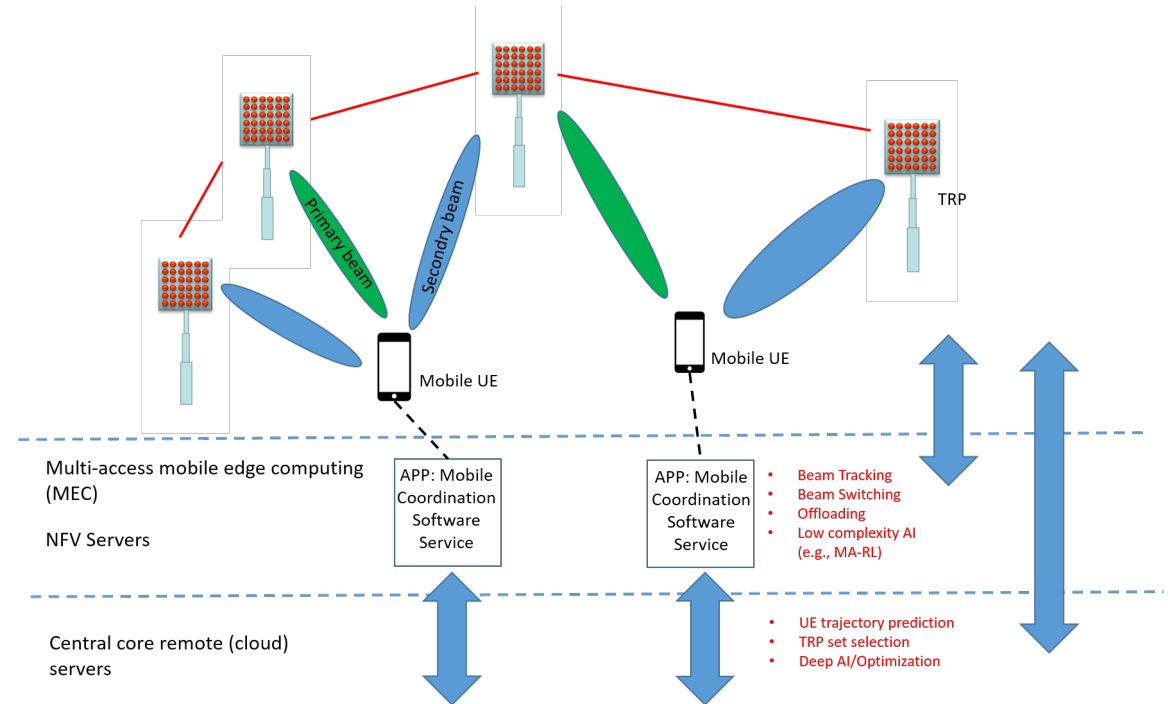 Primary beam
Secondry beam
TRP
Mobile UE
Mobile UE
Multi-access mobile edge computing
(MEC)
NFV Servers
APP: Mobile
Coordination
Software
Service
APP: Mobile
Coordination
Software
Service
• Beam Tracking
• Beam Switching
• Offloading
• Low complexity AI
(e.g., MA-RL)
Central core remote (cloud)
servers
• UE trajectory prediction
• TRP set selection
• Deep AI/Optimization